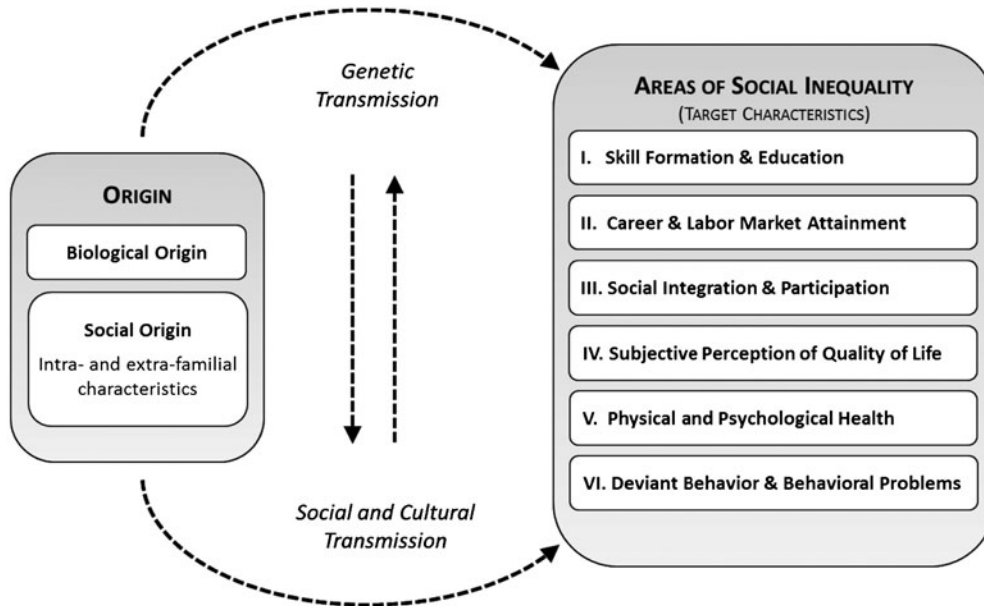 Genetic
Transmission
ORIGIN
Biological Origin
Social Origin
Intra- and extra-familial
characteristics
Social and Cultural
Transmission
AREAS OF SOCIAL INEQUALITY
(TARGET CHARACTERISTICS)
I. Skill Formation & Education
II. Career & Labor Market Attainment
III. Social Integration & Participation
IV. Subjective Perception of Quality of Life
V. Physical and Psychological Health
VI. Deviant Behavior & Behavioral Problems